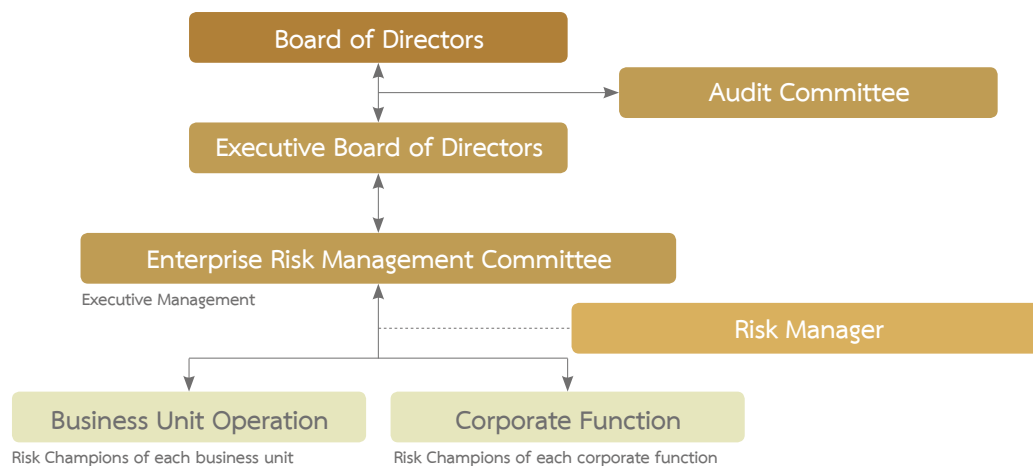 Board of Directors
Audit Committee
Executive Board of Directors
Enterprise Risk Management Committee
Executive Management
Risk Manager
Business Unit Operation
Corporate Function
Risk Champions of each business unit
Risk Champions of each corporate function